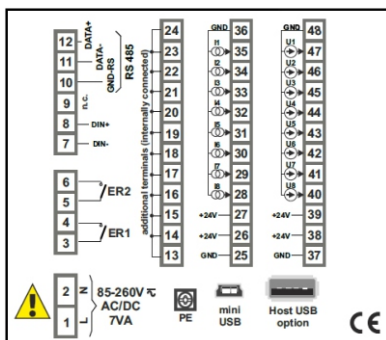 12 DATA+
11 DATA-
10 GND-RS
RS 485
9 n.c.
8 DIN+
7 DIN-
6
5
ER2
4
3
ER1
2 N
1 L
85-260V
AC/DC
7VA
additional terminals (internally connected)
24
23
22
21
20
19
18
17
16
15
14
13
GND 36
I1 35
I2 34
I3 33
I4 32
I5 31
I6 30
I7 29
I8 28
+24V 27
+24V 26
GND 25
GND 48
U1 47
U2 46
U3 45
U4 44
U5 43
U6 42
U7 41
U8 40
+24V 39
+24V 38
GND 37
PE
mini
USB
Host USB
option
CE